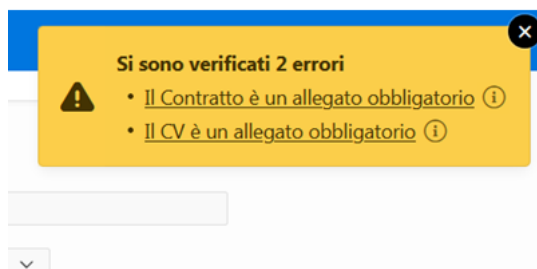 Si sono verificati 2 errori
• Il Contratto è un allegato obbligatorio
• Il CV è un allegato obbligatorio